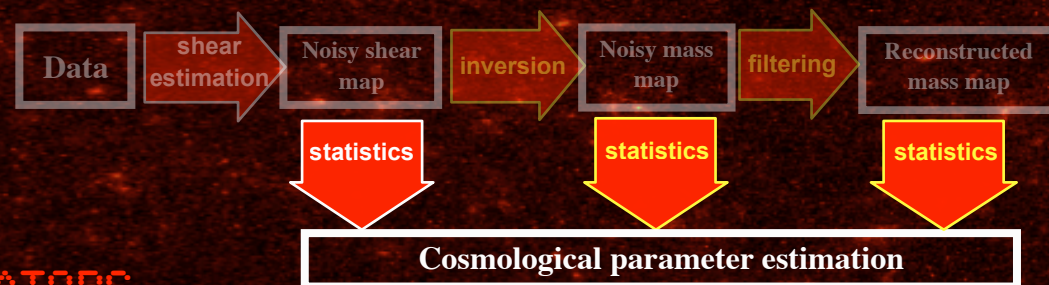 Data
shear
estimation
Noisy shear
map
inversion
Noisy mass
map
filtering
Reconstructed
mass map
statistics
statistics
statistics
Cosmological parameter estimation